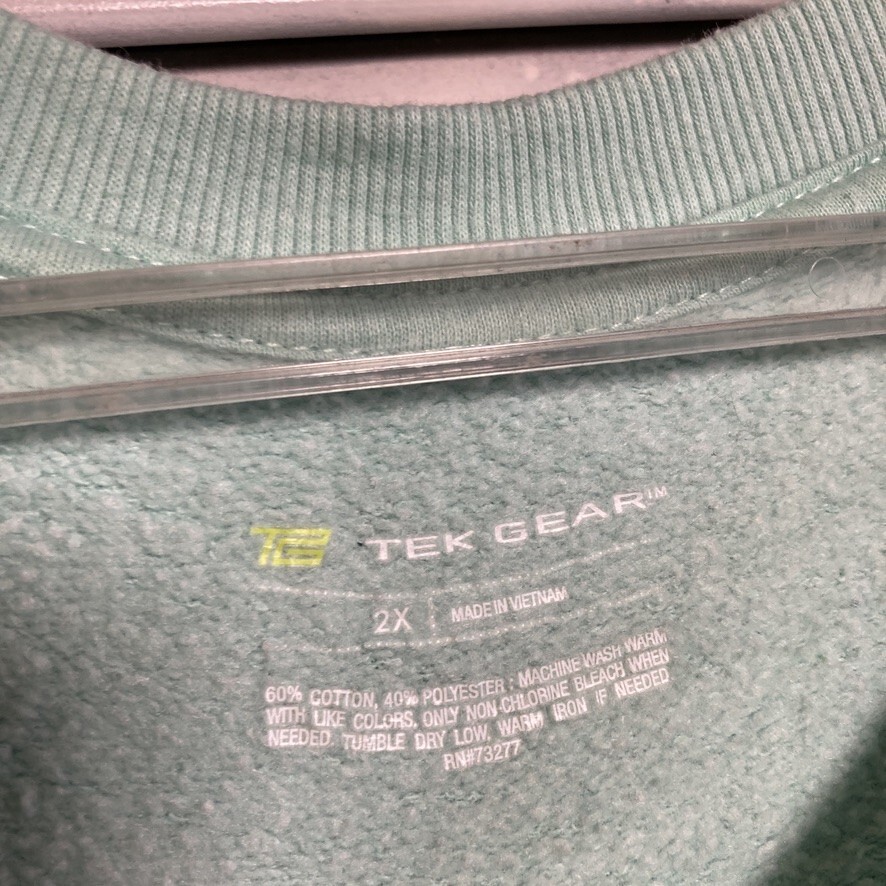 TG TEK GEAR™
2X | MADE IN VIETNAM
60% COTTON, 40% POLYESTER ; MACHINE WASH WARM
WITH LIKE COLORS. ONLY NON-CHLORINE BLEACH WHEN
NEEDED. TUMBLE DRY LOW, WARM IRON IF NEEDED
RN#73277